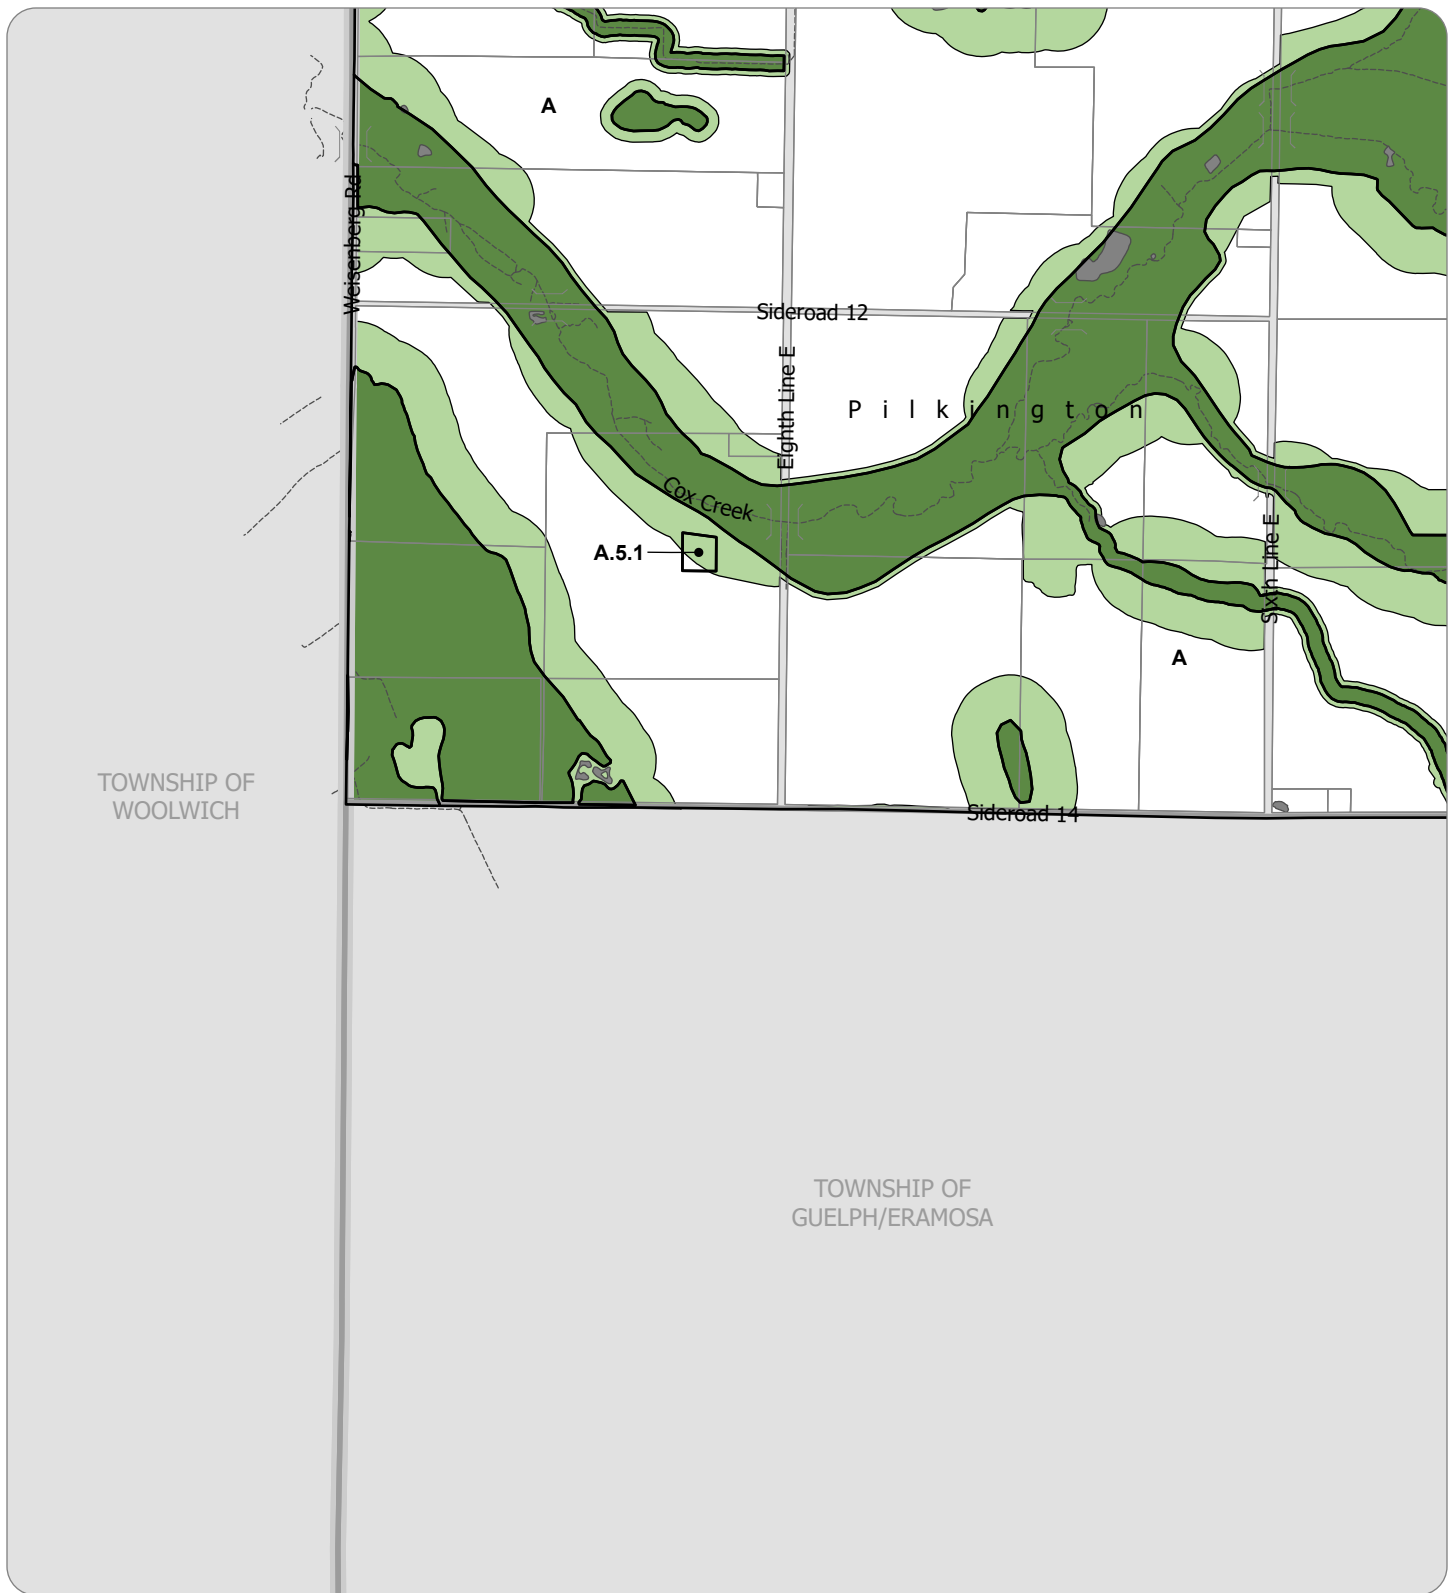 A
Weisenberg Rd
Sideroad 12
Eighth Line E
Pilkington
Cox Creek
A.5.1
Sixth Line E
A
TOWNSHIP OF
WOOLWICH
Sideroad 14
TOWNSHIP OF
GUELPH/ERAMOSA